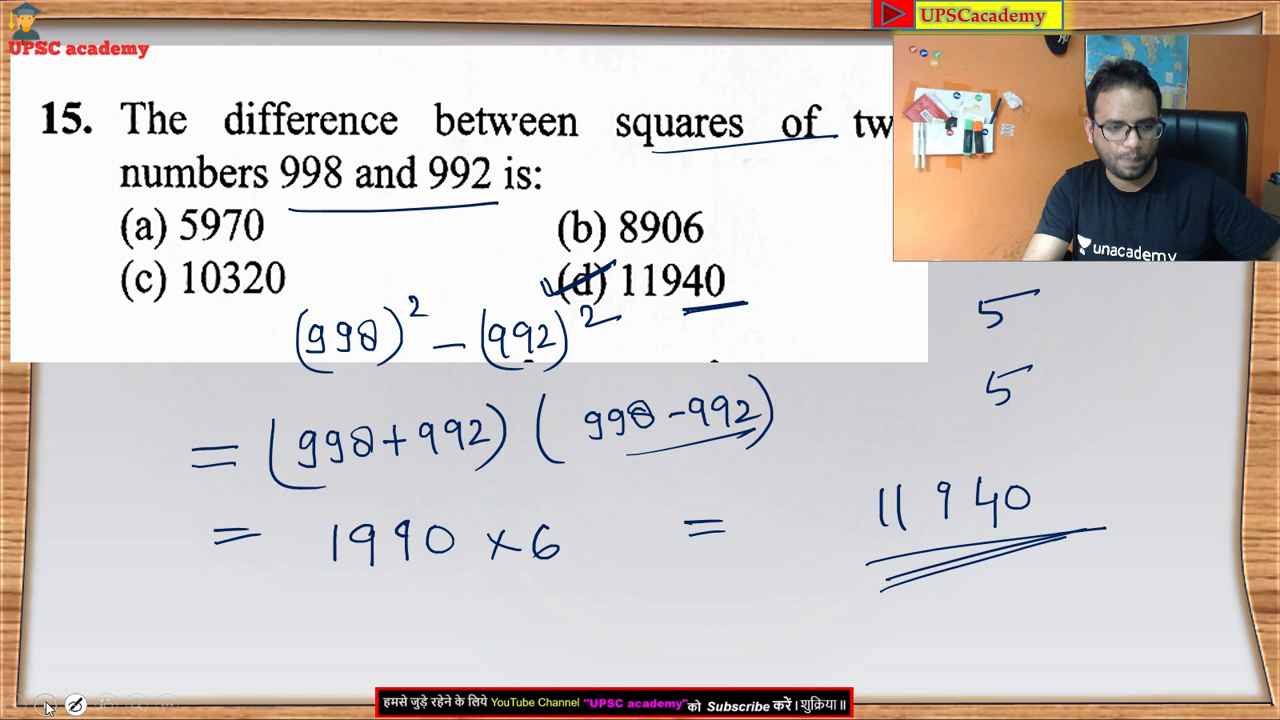 UPSC academy
UPSCacademy
15. The difference between squares of tw
numbers 998 and 992 is:
(a) 5970 (b) 8906
(c) 10320 (d) 11940
unacademy
(998)² - (992)²
5
5
= (998+992) (998-992)
= 1990 × 6 = 11940
हमसे जुड़े रहेने के लिये YouTube Channel "UPSC academy" को Subscribe करें।शुक्रिया॥